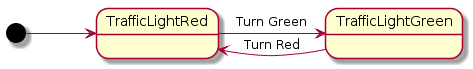 TrafficLightRed
Turn Green
TrafficLightGreen
Turn Red